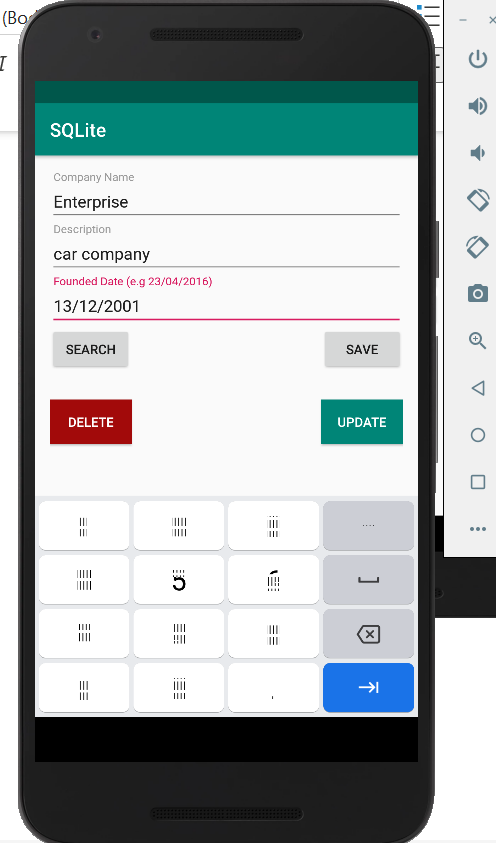 (Bo
I
SQLite
Company Name
Enterprise
Description
car company
Founded Date (e.g 23/04/2016)
13/12/2001
SEARCH SAVE
DELETE UPDATE